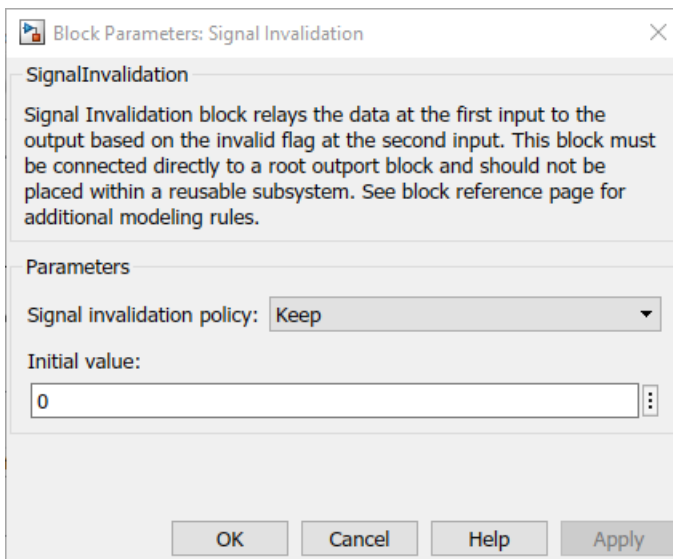 Block Parameters: Signal Invalidation
SignalInvalidation
Signal Invalidation block relays the data at the first input to the
output based on the invalid flag at the second input. This block must
be connected directly to a root outport block and should not be
placed within a reusable subsystem. See block reference page for
additional modeling rules.
Parameters
Signal invalidation policy: Keep
Initial value:
0
OK Cancel Help Apply